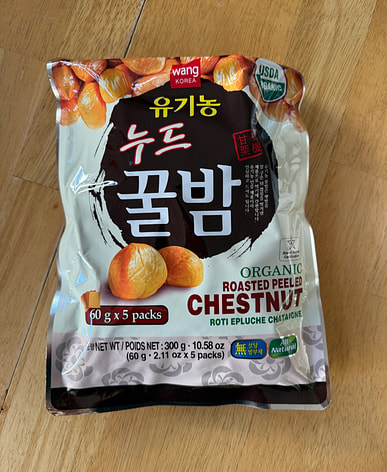 wang
KOREA
USDA
ORGANIC
유기농
누드
꿀밤
ORGANIC
ROASTED PEELED
CHESTNUT
ROTI EPLUCHE CHATAIGNE
60 g x 5 packs
NET WT / POIDS NET : 300 g · 10.58 oz
(60 g · 2.11 oz x 5 packs)
無
All
Natural